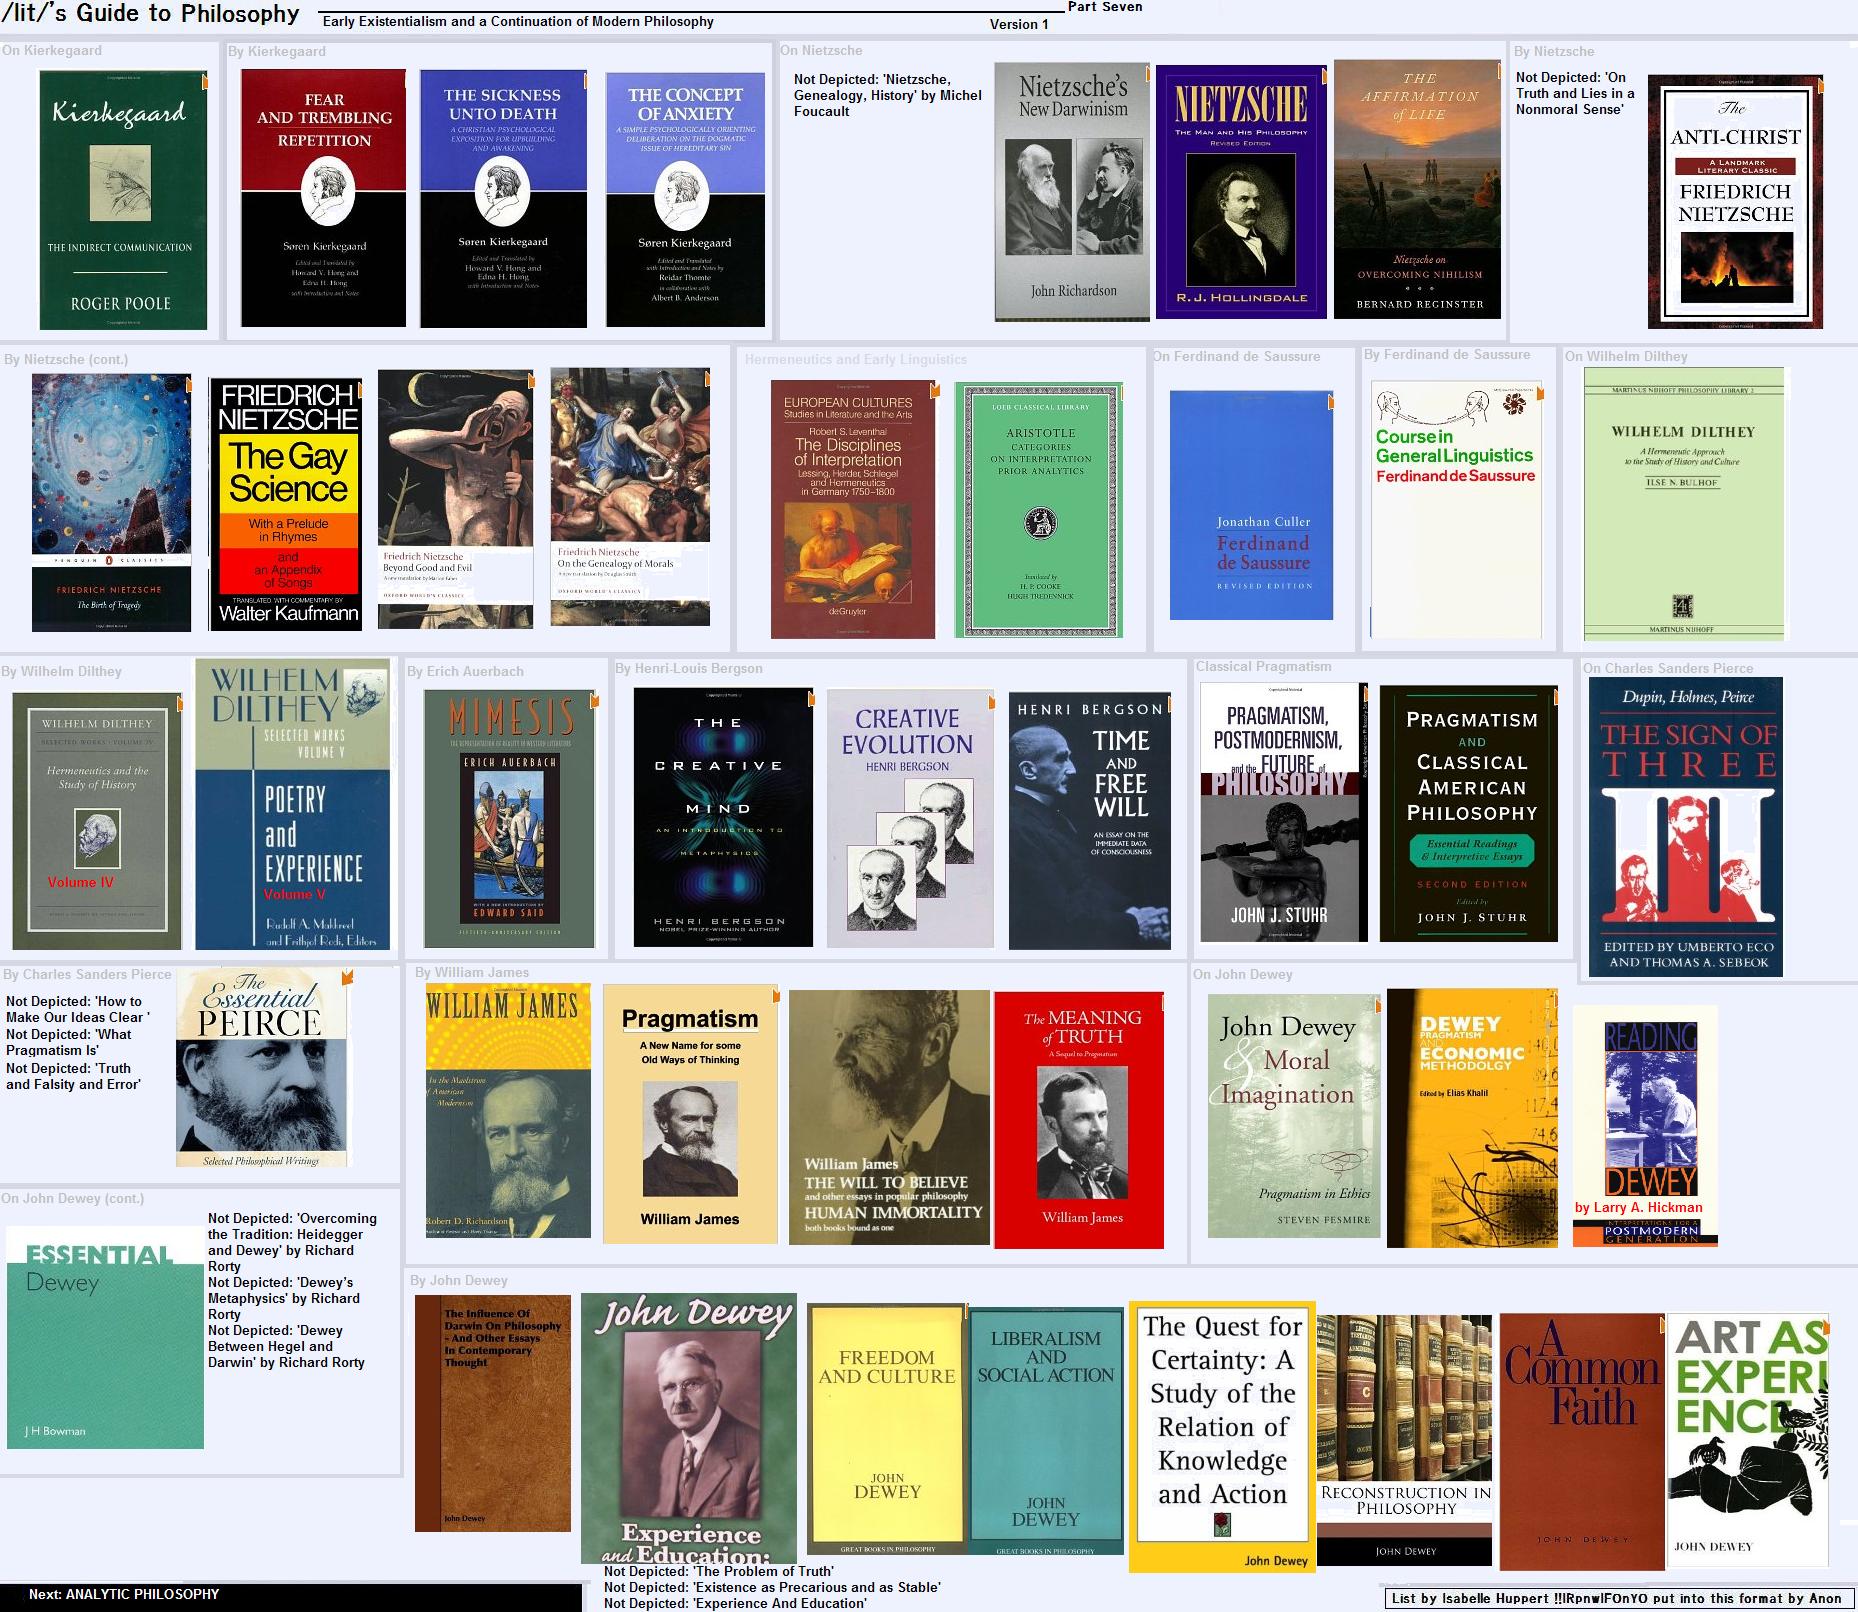 /lit/'s Guide to Philosophy
Early Existentialism and a Continuation of Modern Philosophy
Part Seven
Version 1
On Kierkegaard
Kierkegaard
THE INDIRECT COMMUNICATION
ROGER POOLE
By Kierkegaard
FEAR
AND TREMBLING
REPETITION
Søren Kierkegaard
Edited and Translated by
Howard V. Hong and
Edna H. Hong
with Introduction and Notes
THE SICKNESS
UNTO DEATH
A CHRISTIAN PSYCHOLOGICAL
EXPOSITION FOR UPBUILDING
AND AWAKENING
Søren Kierkegaard
Edited and Translated by
Howard V. Hong and
Edna H. Hong
with Introduction and Notes
THE CONCEPT
OF ANXIETY
A SIMPLE PSYCHOLOGICALLY ORIENTING
DELIBERATION ON THE DOGMATIC
ISSUE OF HEREDITARY SIN
Søren Kierkegaard
Edited and Translated
with Introduction and Notes by
Reidar Thomte
in collaboration with
Albert B. Anderson
On Nietzsche
Not Depicted: 'Nietzsche,
Genealogy, History' by Michel
Foucault
Nietzsche's
New Darwinism
John Richardson
NIETZSCHE
THE MAN AND HIS PHILOSOPHY
REVISED EDITION
R. J. HOLLINGDALE
THE
AFFIRMATION
of LIFE
Nietzsche on
OVERCOMING NIHILISM
BERNARD REGINSTER
By Nietzsche
Not Depicted: 'On
Truth and Lies in a
Nonmoral Sense'
The
ANTI-CHRIST
A LANDMARK
LITERARY CLASSIC
FRIEDRICH
NIETZSCHE
By Nietzsche (cont.)
PENGUIN CLASSICS
FRIEDRICH NIETZSCHE
The Birth of Tragedy
FRIEDRICH
NIETZSCHE
The Gay
Science
With a Prelude
in Rhymes
and
an Appendix
of Songs
TRANSLATED, WITH COMMENTARY, BY
Walter Kaufmann
Friedrich Nietzsche
Beyond Good and Evil
A new translation by Marion Faber
OXFORD WORLD'S CLASSICS
Friedrich Nietzsche
On the Genealogy of Morals
A new translation by Douglas Smith
OXFORD WORLD'S CLASSICS
Hermeneutics and Early Linguistics
EUROPEAN CULTURES
Studies in Literature and the Arts
Robert S. Leventhal
The Disciplines
of Interpretation
Lessing, Herder, Schlegel
and Hermeneutics
in Germany 1750–1800
deGruyter
LOEB CLASSICAL LIBRARY
ARISTOTLE
CATEGORIES
ON INTERPRETATION
PRIOR ANALYTICS
Translated by
H. P. COOKE
HUGH TREDENNICK
On Ferdinand de Saussure
Jonathan Culler
Ferdinand
de Saussure
REVISED EDITION
By Ferdinand de Saussure
Course in
General Linguistics
Ferdinand de Saussure
On Wilhelm Dilthey
MARTINUS NIJHOFF PHILOSOPHY LIBRARY 2
WILHELM DILTHEY
A Hermeneutic Approach
to the Study of History and Culture
ILSE N. BULHOF
MARTINUS NIJHOFF
By Wilhelm Dilthey
WILHELM DILTHEY
SELECTED WORKS · VOLUME IV
Hermeneutics and the
Study of History
Volume IV
WILHELM
DILTHEY
SELECTED WORKS
VOLUME V
POETRY
and
EXPERIENCE
Volume V
Rudolf A. Makkreel
and Frithjof Rodi, Editors
By Erich Auerbach
MIMESIS
THE REPRESENTATION OF REALITY IN WESTERN LITERATURE
ERICH AUERBACH
WITH A NEW INTRODUCTION BY
EDWARD SAID
FIFTIETH-ANNIVERSARY EDITION
By Henri-Louis Bergson
THE
CREATIVE
MIND
AN INTRODUCTION TO
METAPHYSICS
HENRI BERGSON
NOBEL PRIZE-WINNING AUTHOR
CREATIVE
EVOLUTION
HENRI BERGSON
HENRI BERGSON
TIME
AND
FREE
WILL
AN ESSAY ON THE
IMMEDIATE DATA
OF CONSCIOUSNESS
Classical Pragmatism
PRAGMATISM,
POSTMODERNISM,
and the FUTURE of
PHILOSOPHY
JOHN J. STUHR
PRAGMATISM
AND
CLASSICAL
AMERICAN
PHILOSOPHY
Essential Readings
& Interpretive Essays
SECOND EDITION
Edited by
JOHN J. STUHR
On Charles Sanders Pierce
Dupin, Holmes, Peirce
THE SIGN OF
THREE
EDITED BY UMBERTO ECO
AND THOMAS A. SEBEOK
By Charles Sanders Pierce
Not Depicted: 'How to
Make Our Ideas Clear '
Not Depicted: 'What
Pragmatism Is'
Not Depicted: 'Truth
and Falsity and Error'
The
Essential
PEIRCE
Selected Philosophical Writings
By William James
WILLIAM JAMES
In the Maelstrom
of American
Modernism
Robert D. Richardson
Pragmatism
A New Name for some
Old Ways of Thinking
William James
William James
THE WILL TO BELIEVE
and other essays in popular philosophy
HUMAN IMMORTALITY
both books bound as one
The MEANING
of TRUTH
A Sequel to Pragmatism
William James
On John Dewey
John Dewey
& Moral
Imagination
Pragmatism in Ethics
STEVEN FESMIRE
DEWEY
PRAGMATISM
AND
ECONOMIC
METHODOLGY
Edited by Elias Khalil
READING
DEWEY
by Larry A. Hickman
INTERPRETATIONS FOR A
POSTMODERN
GENERATION
On John Dewey (cont.)
ESSENTIAL
Dewey
J H Bowman
Not Depicted: 'Overcoming
the Tradition: Heidegger
and Dewey' by Richard
Rorty
Not Depicted: 'Dewey's
Metaphysics' by Richard
Rorty
Not Depicted: 'Dewey
Between Hegel and
Darwin' by Richard Rorty
By John Dewey
The Influence Of
Darwin On Philosophy
- And Other Essays
In Contemporary
Thought
John Dewey
John Dewey
Experience
and Education:
FREEDOM
AND CULTURE
JOHN
DEWEY
GREAT BOOKS IN PHILOSOPHY
LIBERALISM
AND
SOCIAL ACTION
JOHN
DEWEY
GREAT BOOKS IN PHILOSOPHY
The Quest for
Certainty: A
Study of the
Relation of
Knowledge
and Action
John Dewey
RECONSTRUCTION IN
PHILOSOPHY
JOHN DEWEY
A
Common
Faith
JOHN DEWEY
ART AS
EXPERI
ENCE
JOHN DEWEY
Not Depicted: 'The Problem of Truth'
Not Depicted: 'Existence as Precarious and as Stable'
Not Depicted: 'Experience And Education'
Next: ANALYTIC PHILOSOPHY
List by Isabelle Huppert !!IRpnwIFOnYO put into this format by Anon